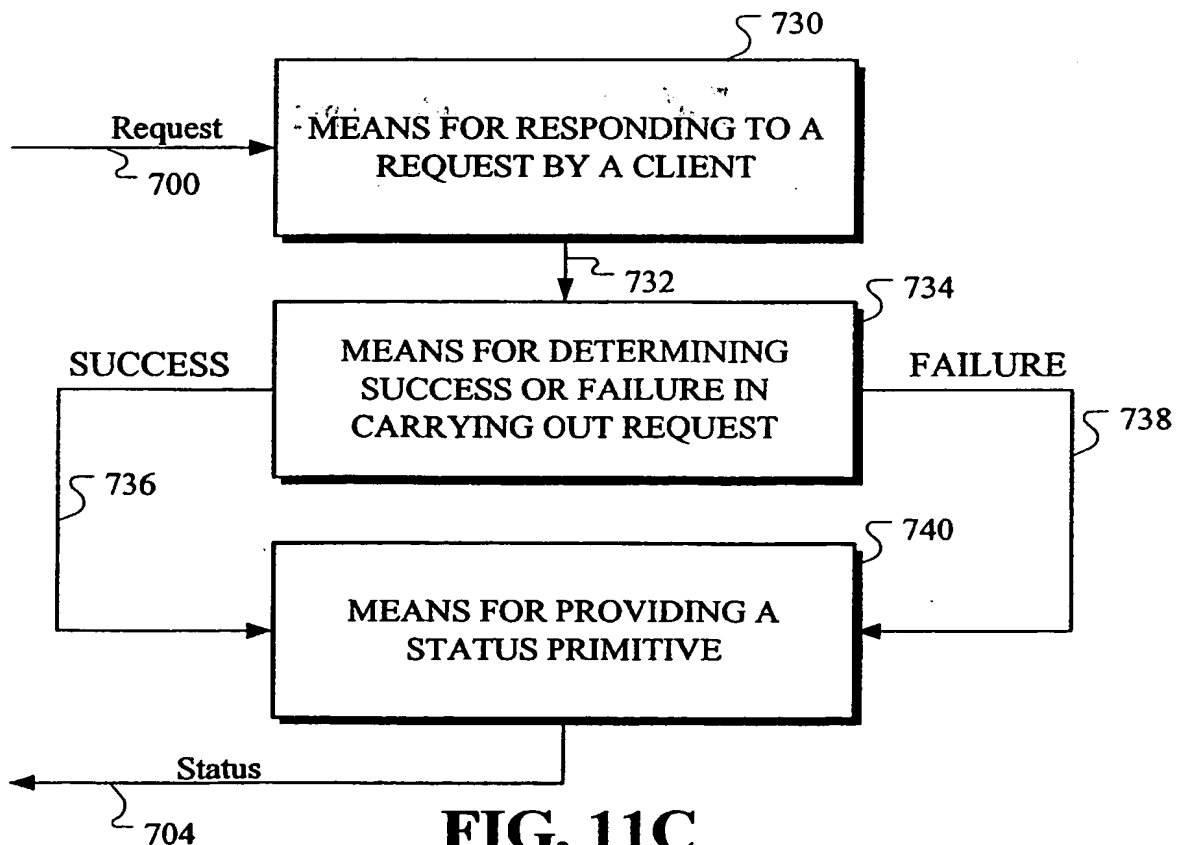 730
Request
700
MEANS FOR RESPONDING TO A
REQUEST BY A CLIENT
732
734
SUCCESS
MEANS FOR DETERMINING
SUCCESS OR FAILURE IN
CARRYING OUT REQUEST
FAILURE
738
736
740
MEANS FOR PROVIDING A
STATUS PRIMITIVE
Status
704
FIG. 11C